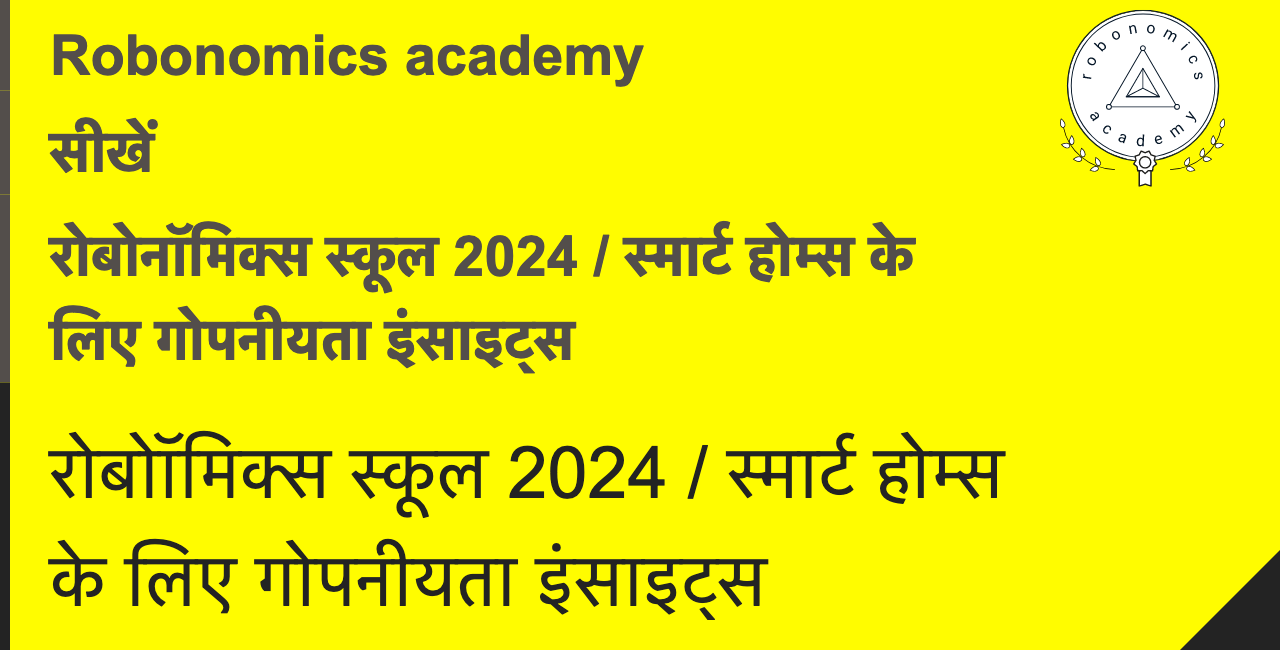 Robonomics academy
robonomics
academy
सीखें
रोबोनॉमिक्स स्कूल 2024 / स्मार्ट होम्स के
लिए गोपनीयता इंसाइट्स
रोबोॉमिक्स स्कूल 2024 / स्मार्ट होम्स
के लिए गोपनीयता इंसाइट्स